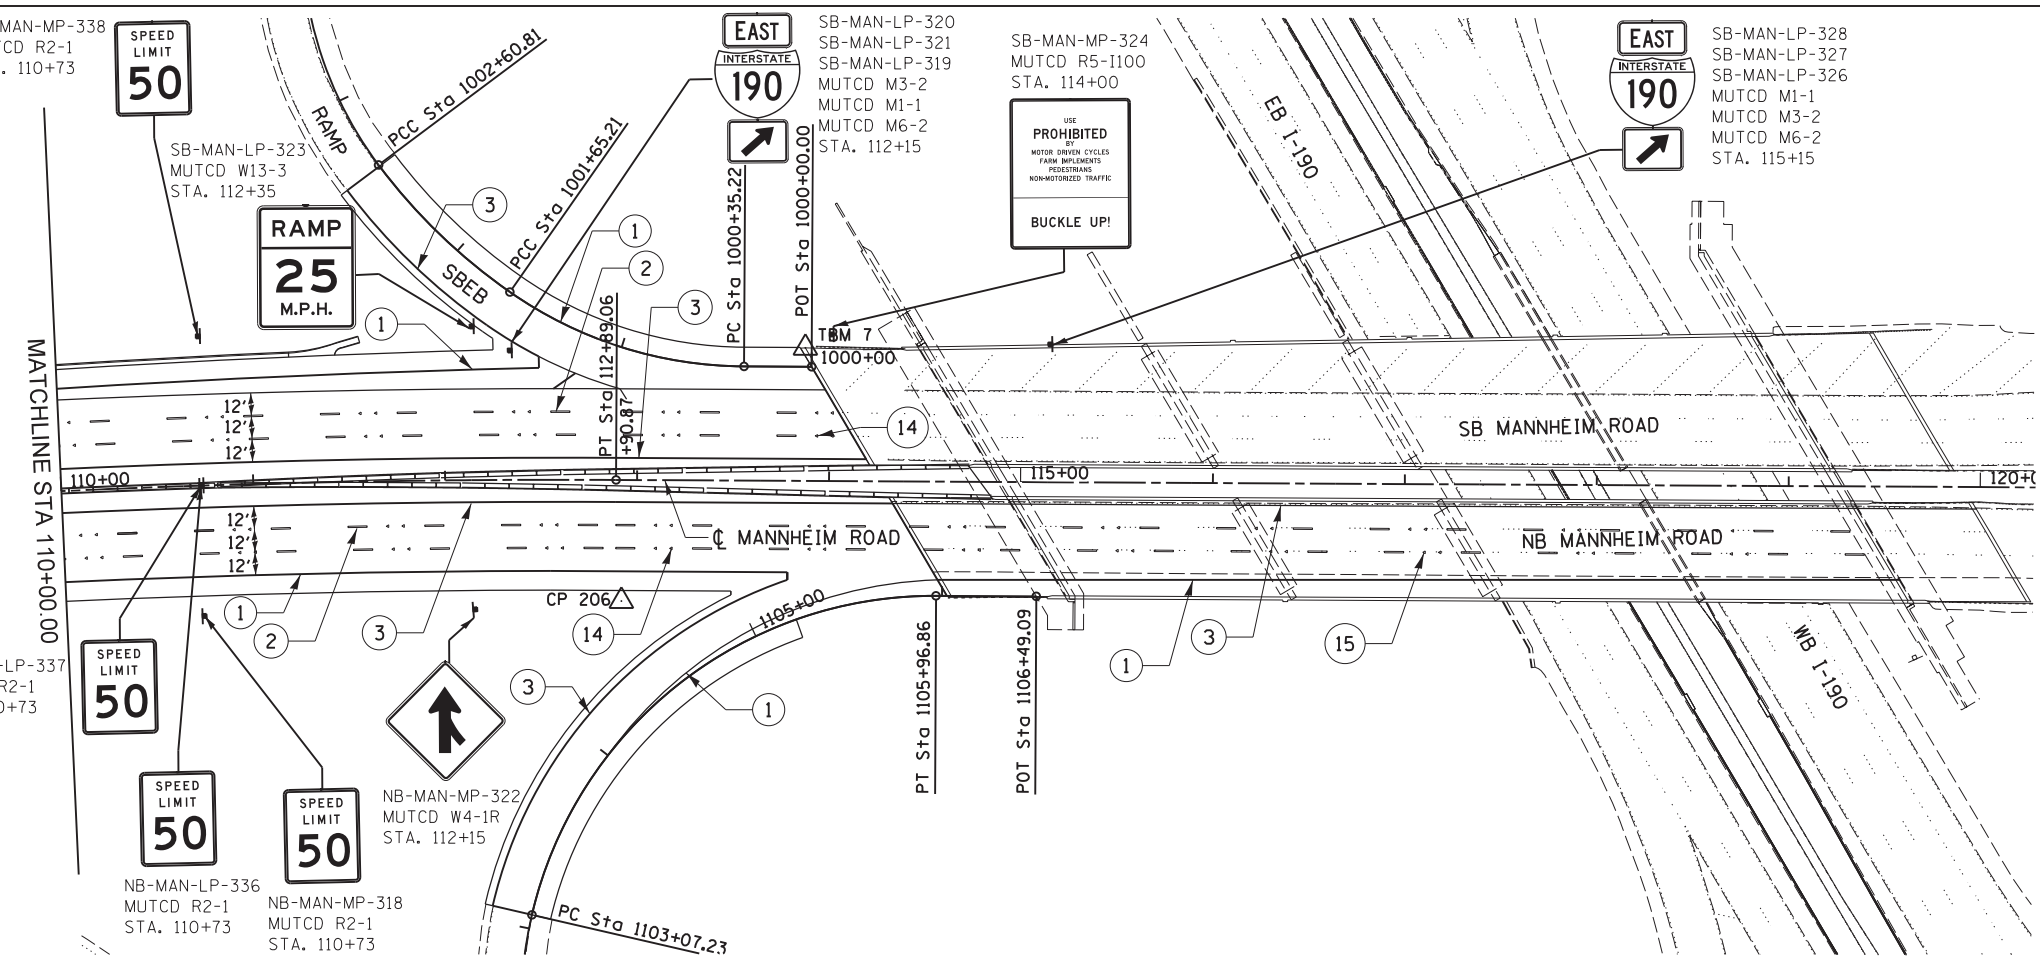 MAN-MP-338
CD R2-1
. 110+73
SPEED
LIMIT
50
SB-MAN-LP-323
MUTCD W13-3
STA. 112+35
RAMP
25
M.P.H.
RAMP
PCC Sta 1002+60.81
PCC Sta 1001+65.21
SBEB
EAST
INTERSTATE
190
SB-MAN-LP-320
SB-MAN-LP-321
SB-MAN-LP-319
MUTCD M3-2
MUTCD M1-1
MUTCD M6-2
STA. 112+15
PC Sta 1000+35.22
POT Sta 1000+00.00
SB-MAN-MP-324
MUTCD R5-I100
STA. 114+00
USE
PROHIBITED
BY
MOTOR DRIVEN CYCLES
FARM IMPLEMENTS
PEDESTRIANS
NON-MOTORIZED TRAFFIC
BUCKLE UP!
EB I-190
EAST
INTERSTATE
190
SB-MAN-LP-328
SB-MAN-LP-327
SB-MAN-LP-326
MUTCD M1-1
MUTCD M3-2
MUTCD M6-2
STA. 115+15
3
1
2
3
1
TBM 7
1000+00
PT Sta 112+89.06
+90.87
MATCHLINE STA 110+00.00
12'
12'
12'
14
SB MANNHEIM ROAD
110+00
115+00
120+0
12'
12'
12'
℄ MANNHEIM ROAD
NB MANNHEIM ROAD
CP 206
1105+00
1
2
3
14
3
1
1
3
15
PT Sta 1105+96.86
POT Sta 1106+49.09
WB I-190
-LP-337
R2-1
0+73
SPEED
LIMIT
50
SPEED
LIMIT
50
NB-MAN-LP-336
MUTCD R2-1
STA. 110+73
SPEED
LIMIT
50
NB-MAN-MP-318
MUTCD R2-1
STA. 110+73
NB-MAN-MP-322
MUTCD W4-1R
STA. 112+15
PC Sta 1103+07.23